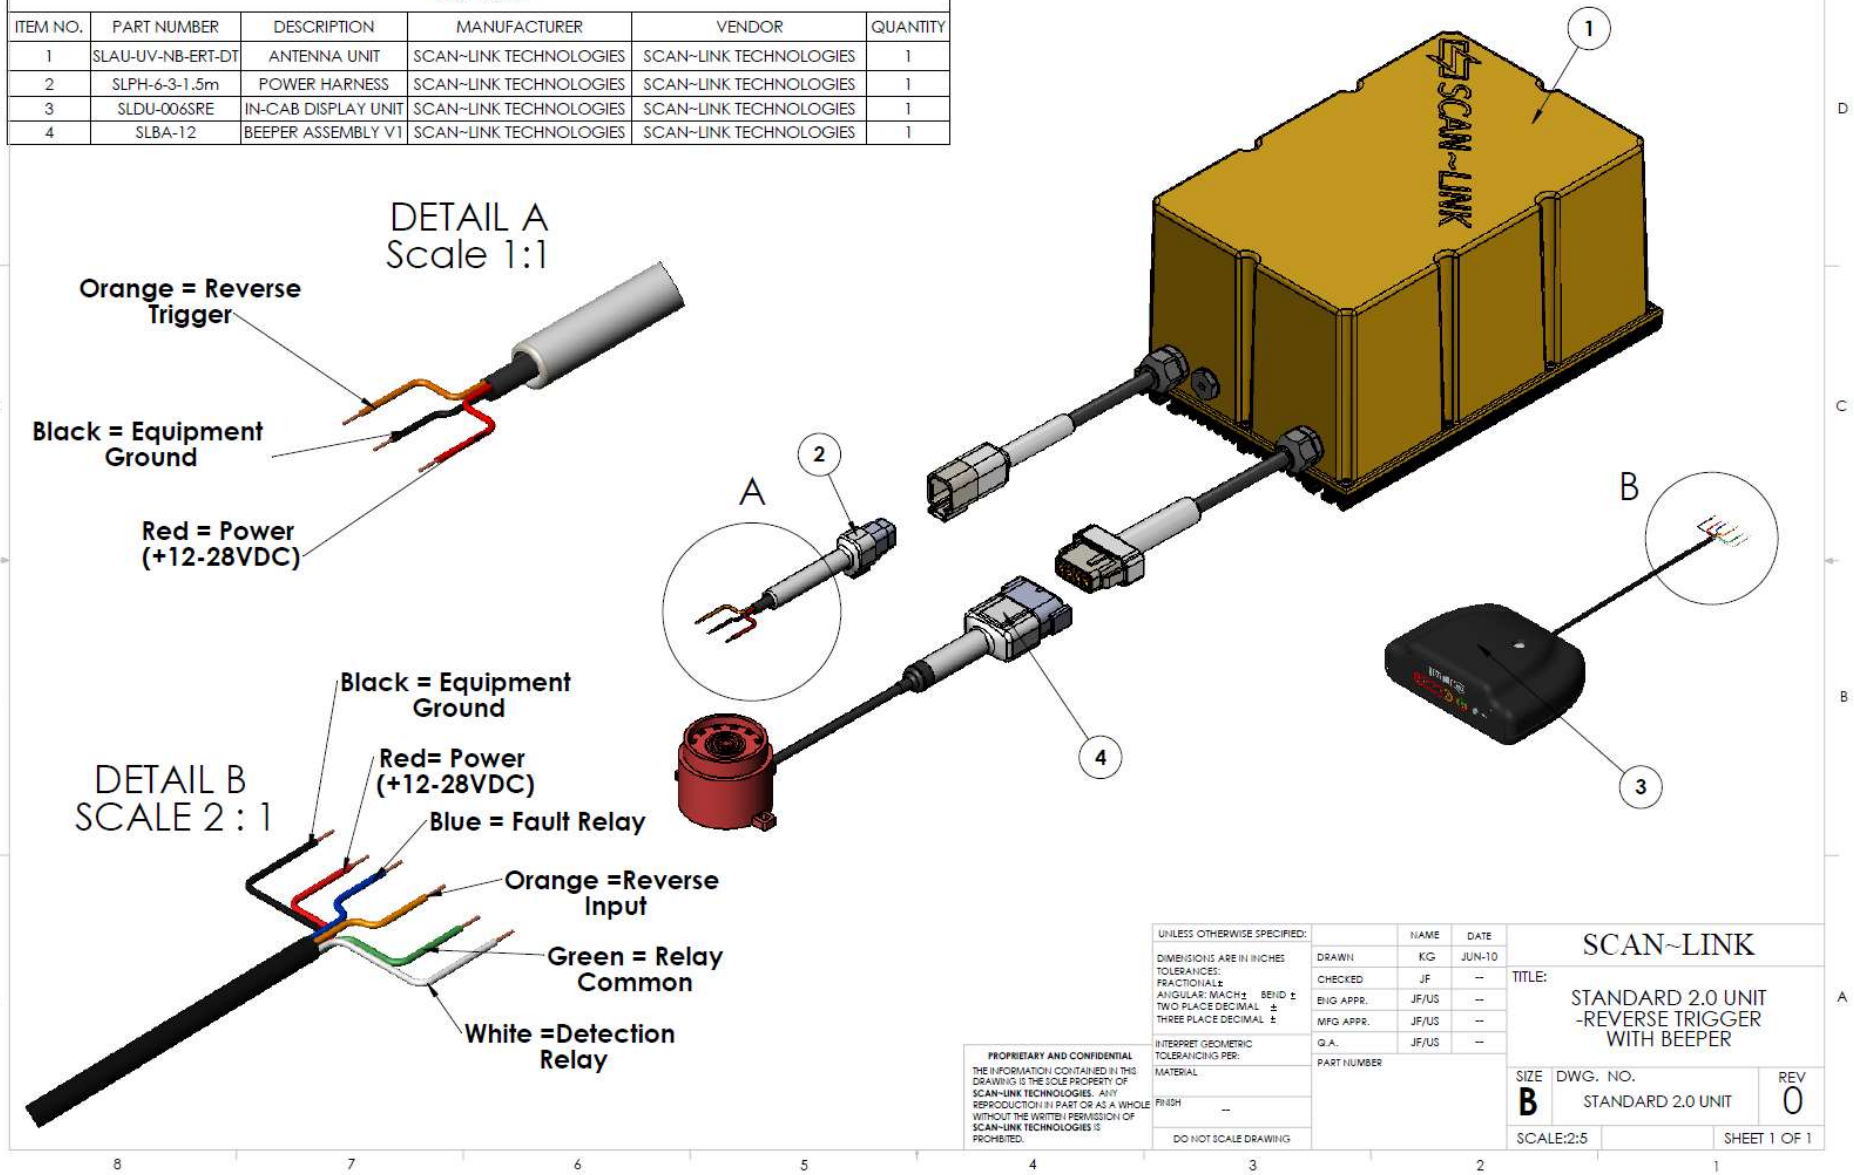 ITEM NO. PART NUMBER DESCRIPTION MANUFACTURER VENDOR QUANTITY
1 SLAU-UV-NB-ERT-DT ANTENNA UNIT SCAN~LINK TECHNOLOGIES SCAN~LINK TECHNOLOGIES 1
2 SLPH-6-3-1.5m POWER HARNESS SCAN~LINK TECHNOLOGIES SCAN~LINK TECHNOLOGIES 1
3 SLDU-006SRE IN-CAB DISPLAY UNIT SCAN~LINK TECHNOLOGIES SCAN~LINK TECHNOLOGIES 1
4 SLBA-12 BEEPER ASSEMBLY V1 SCAN~LINK TECHNOLOGIES SCAN~LINK TECHNOLOGIES 1
1
SCAN~LINK
D
DETAIL A
Scale 1:1
Orange = Reverse
Trigger
Black = Equipment
Ground
Red = Power
(+12-28VDC)
C
2
A
B
4
3
B
Black = Equipment
Ground
DETAIL B
SCALE 2 : 1
Red= Power
(+12-28VDC)
Blue = Fault Relay
Orange =Reverse
Input
Green = Relay
Common
White =Detection
Relay
PROPRIETARY AND CONFIDENTIAL
THE INFORMATION CONTAINED IN THIS
DRAWING IS THE SOLE PROPERTY OF
SCAN~LINK TECHNOLOGIES. ANY
REPRODUCTION IN PART OR AS A WHOLE
WITHOUT THE WRITTEN PERMISSION OF
SCAN~LINK TECHNOLOGIES IS
PROHIBITED.
UNLESS OTHERWISE SPECIFIED:
DIMENSIONS ARE IN INCHES
TOLERANCES:
FRACTIONAL±
ANGULAR: MACH± BEND ±
TWO PLACE DECIMAL ±
THREE PLACE DECIMAL ±
INTERPRET GEOMETRIC
TOLERANCING PER:
MATERIAL
FINISH
--
DO NOT SCALE DRAWING
NAME DATE
DRAWN KG JUN-10
CHECKED JF --
ENG APPR. JF/US --
MFG APPR. JF/US --
Q.A. JF/US --
PART NUMBER
SCAN~LINK
TITLE:
STANDARD 2.0 UNIT
-REVERSE TRIGGER
WITH BEEPER
SIZE DWG. NO. REV
B STANDARD 2.0 UNIT 0
SCALE:2:5 SHEET 1 OF 1
A
8 7 6 5 4 3 2 1